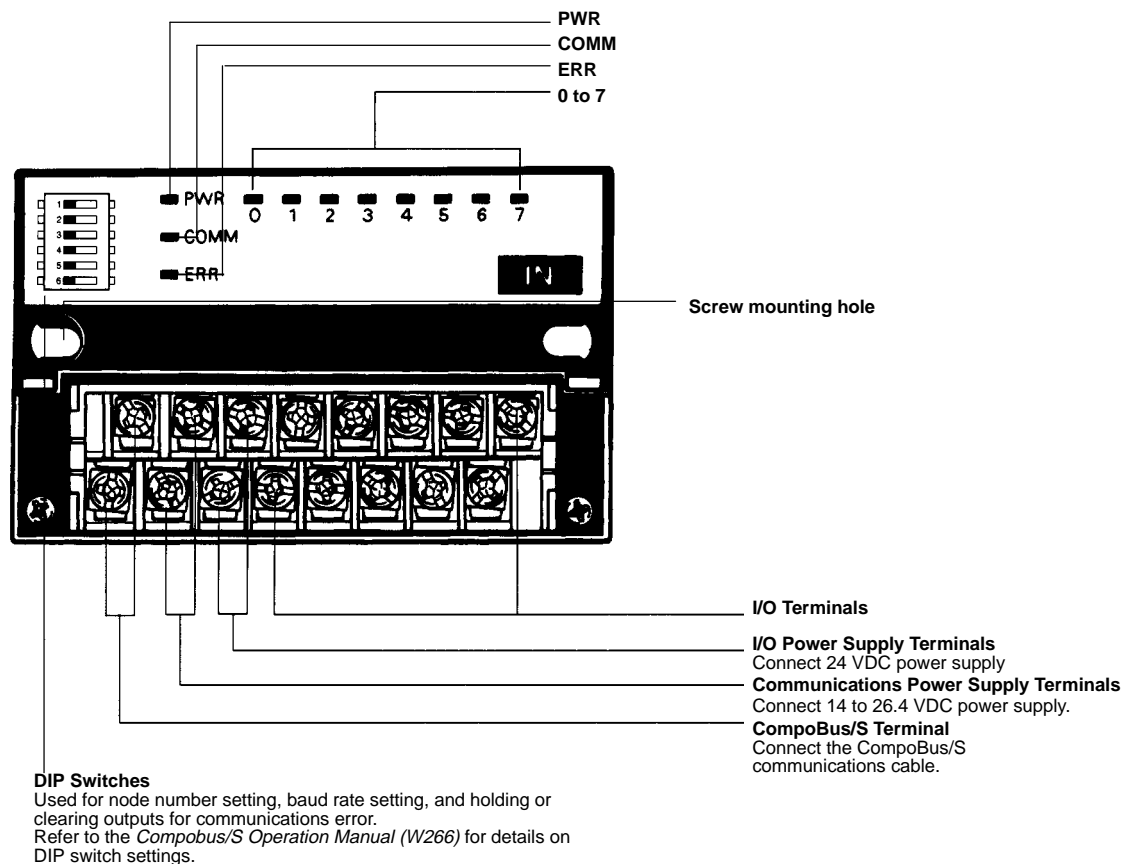 PWR
COMM
ERR
0 to 7
1
2
3
4
5
6
PWR
COMM
ERR
0 1 2 3 4 5 6 7
IN
Screw mounting hole
I/O Terminals
I/O Power Supply Terminals
Connect 24 VDC power supply
Communications Power Supply Terminals
Connect 14 to 26.4 VDC power supply.
CompoBus/S Terminal
Connect the CompoBus/S
communications cable.
DIP Switches
Used for node number setting, baud rate setting, and holding or
clearing outputs for communications error.
Refer to the Compobus/S Operation Manual (W266) for details on
DIP switch settings.